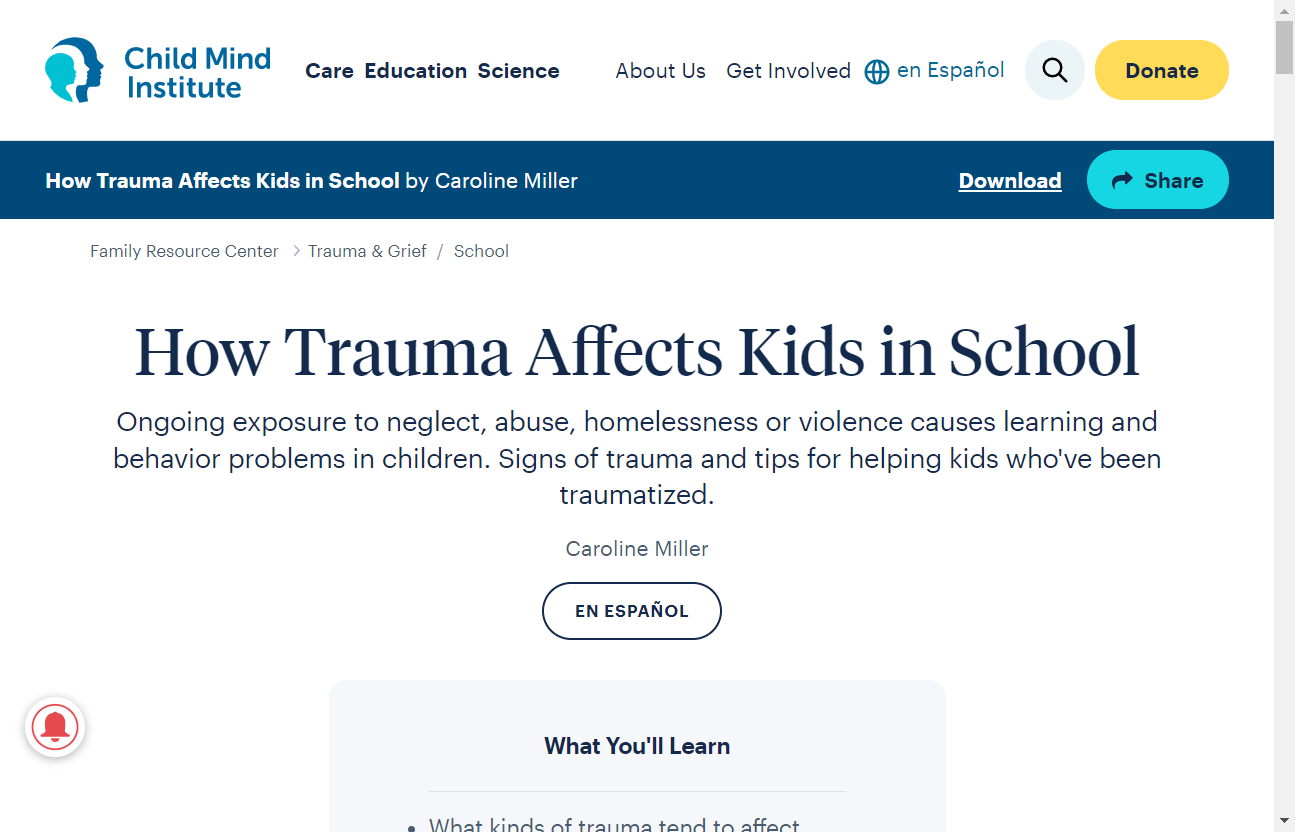 Child Mind
Institute
Care Education Science
About Us Get Involved en Español
Donate
How Trauma Affects Kids in School by Caroline Miller
Download
Share
Family Resource Center > Trauma & Grief / School
How Trauma Affects Kids in School
Ongoing exposure to neglect, abuse, homelessness or violence causes learning and
behavior problems in children. Signs of trauma and tips for helping kids who've been
traumatized.
Caroline Miller
EN ESPAÑOL
What You'll Learn
• What kinds of trauma tend to affect